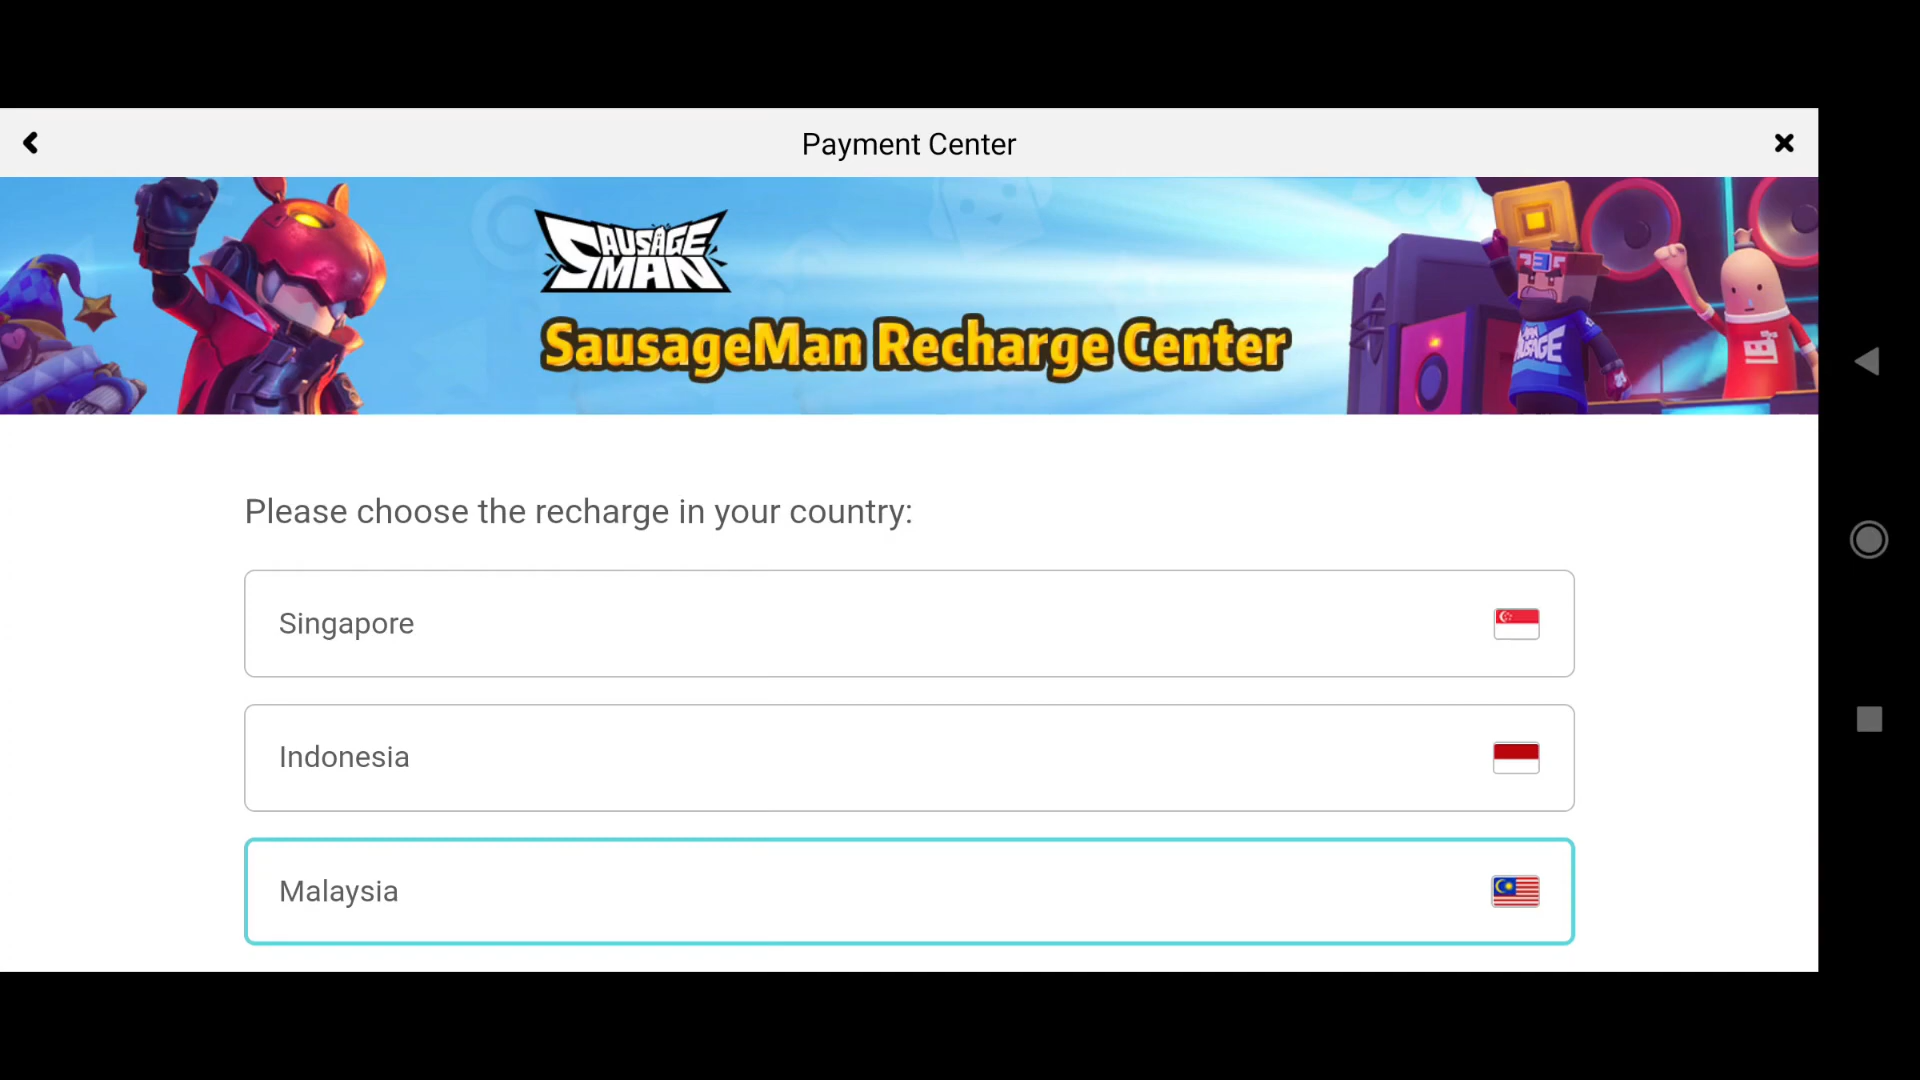 Payment Center
SAUSAGE
MAN
SausageMan Recharge Center
Please choose the recharge in your country:
Singapore
Indonesia
Malaysia